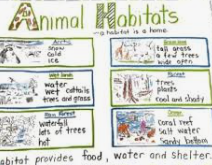 Animal Habitats
a habitat is a home
Arctic
Snow
Cold
ice
Grasslands
tall grass
a few trees
wide open
Wet lands
water
wet cattails
trees and grass
Forest
trees
plants
cool and shady
Rain Forest
waterfall
lots of trees
hot
Ocean
coral reef
Salt water
Sandy bottom
habitat provides food, water and shelter